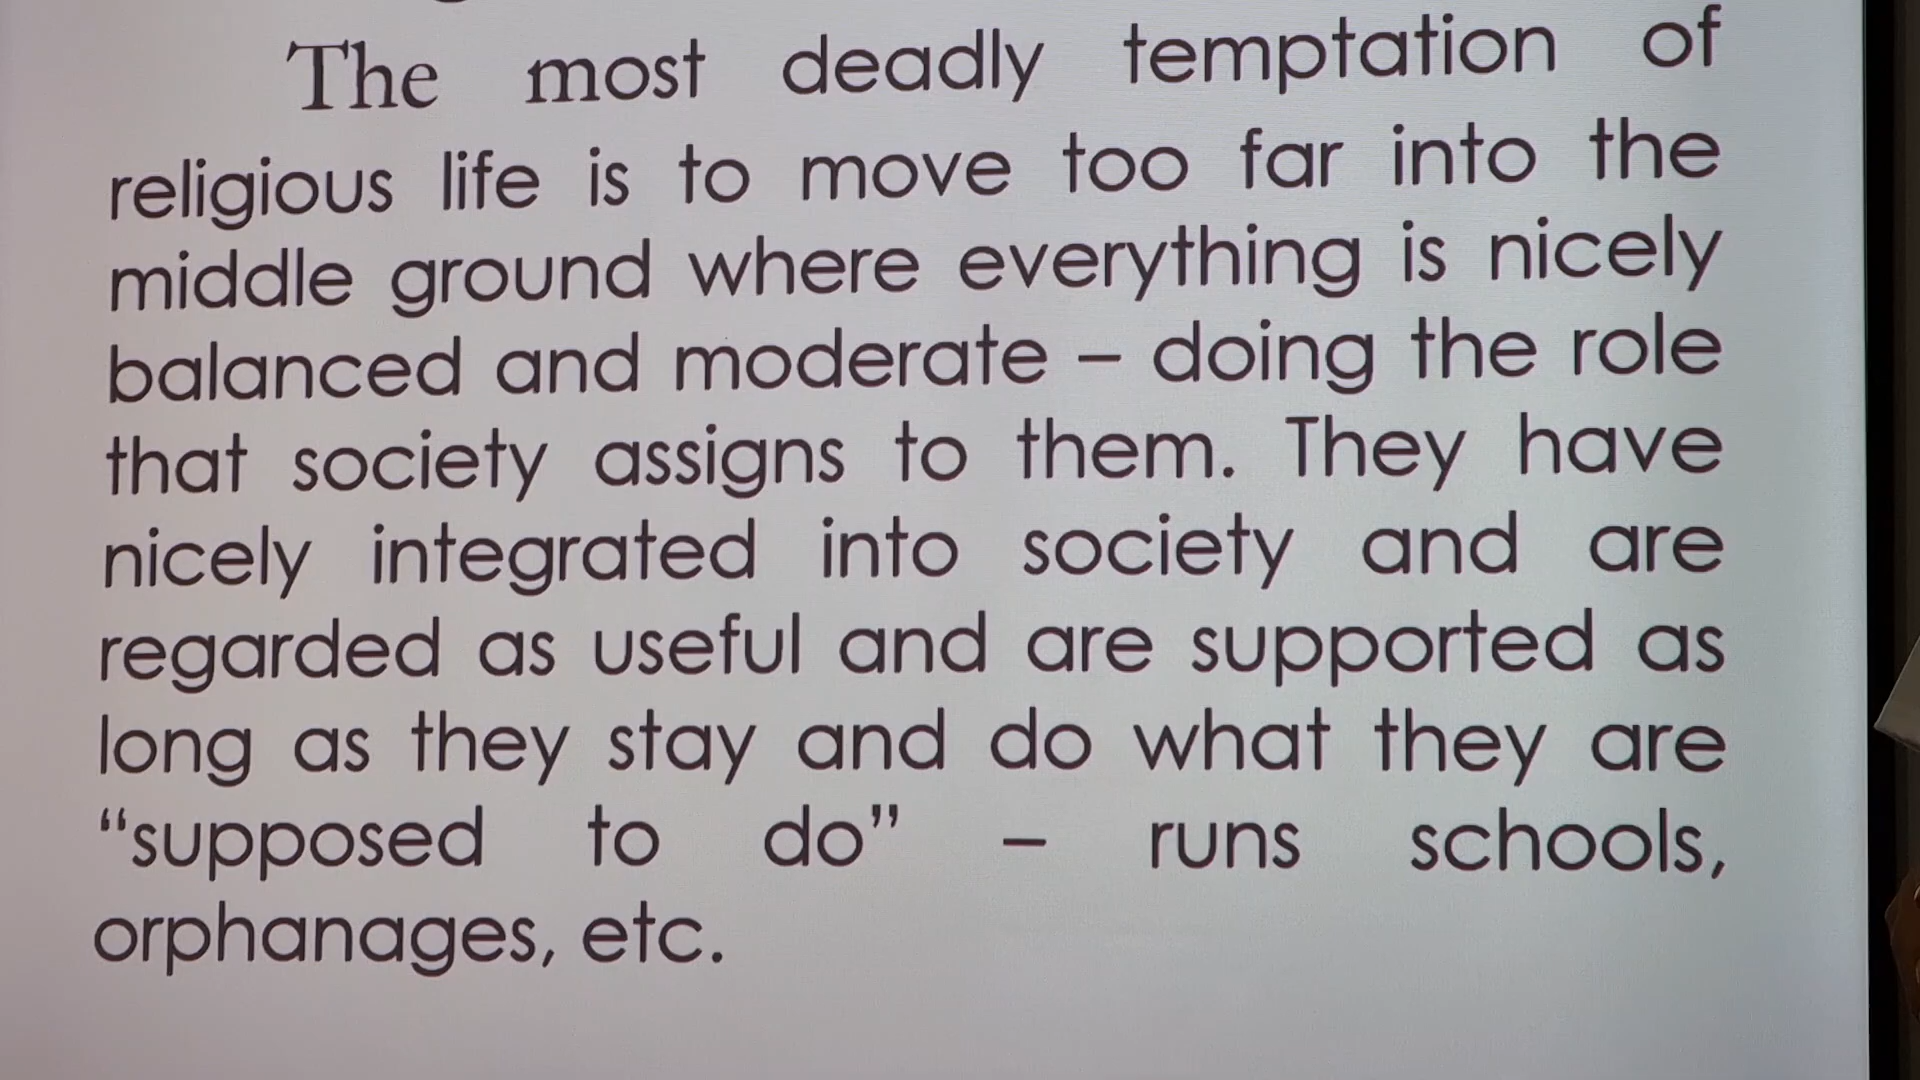 The most deadly temptation of
religious life is to move too far into the
middle ground where everything is nicely
balanced and moderate – doing the role
that society assigns to them. They have
nicely integrated into society and are
regarded as useful and are supported as
long as they stay and do what they are
“supposed to do” – runs schools,
orphanages, etc.